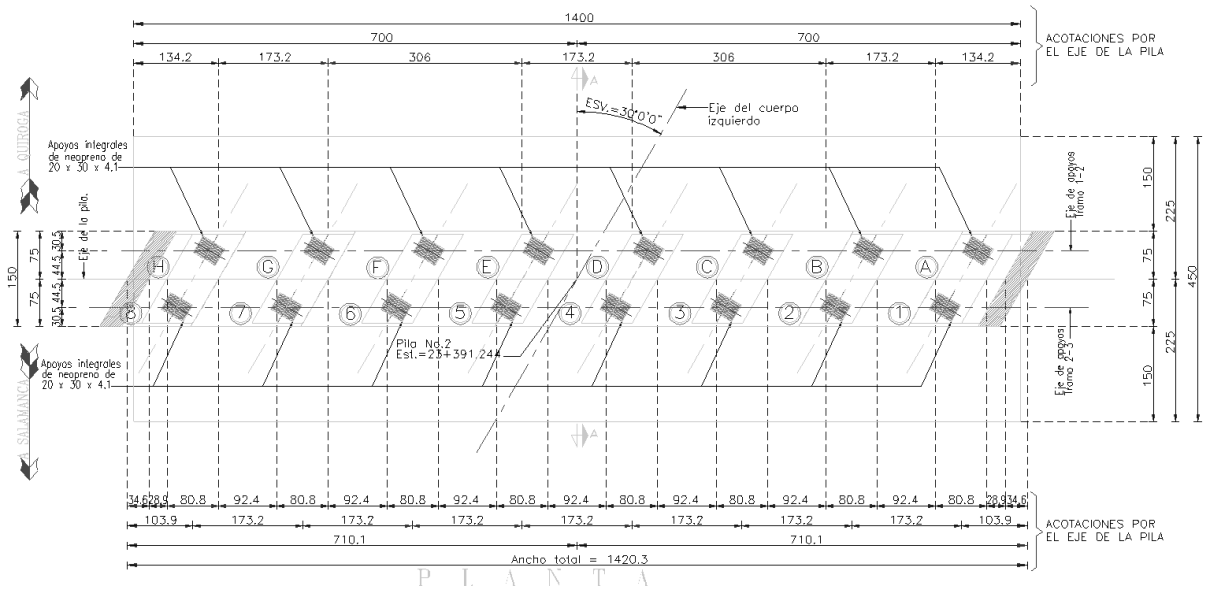 1400
700
700
134.2
173.2
306
173.2
306
173.2
134.2
ACOTACIONES POR
EL EJE DE LA PILA
A
ESV.=30°0'0"
Eje del cuerpo
izquierdo
A QUIROGA
Apoyos integrales
de neopreno de
20 x 30 x 4.1
Eje de la pila.
Eje de apoyos
Tramo 1-2
150
75
75
30.5
44.5
44.5
30.5
H
G
F
E
D
C
B
A
8
7
6
5
4
3
2
1
150
75
75
150
225
225
450
Pila No.2
Est.=23+391.244
Apoyos integrales
de neopreno de
20 x 30 x 4.1
Eje de apoyos
Tramo 2-3
A SALAMANCA
A
34.6
28.9
80.8
92.4
80.8
92.4
80.8
92.4
80.8
92.4
80.8
92.4
80.8
92.4
80.8
92.4
80.8
28.9
34.6
103.9
173.2
173.2
173.2
173.2
173.2
173.2
173.2
103.9
710.1
710.1
Ancho total = 1420.3
ACOTACIONES POR
EL EJE DE LA PILA
P L A N T A